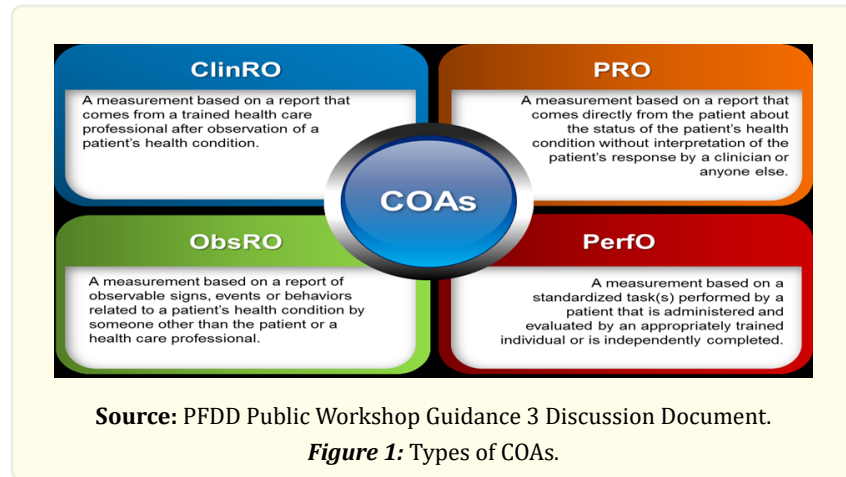 ClinRO
A measurement based on a report that
comes from a trained health care
professional after observation of a
patient's health condition.
PRO
A measurement based on a report that
comes directly from the patient about
the status of the patient's health
condition without interpretation of the
patient's response by a clinician or
anyone else.
COAs
ObsRO
A measurement based on a report of
observable signs, events or behaviors
related to a patient's health condition by
someone other than the patient or a
health care professional.
PerfO
A measurement based on a
standardized task(s) performed by a
patient that is administered and
evaluated by an appropriately trained
individual or is independently completed.
Source: PFDD Public Workshop Guidance 3 Discussion Document.
Figure 1: Types of COAs.